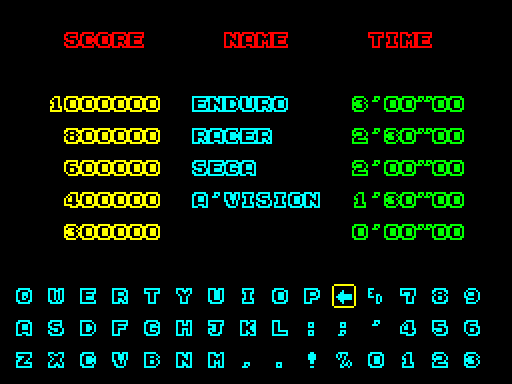 SCORE NAME TIME
1000000 ENDURO 3'00"00
800000 RACER 2'30"00
600000 SEGA 2'00"00
400000 A'VISION 1'30"00
300000 0'00"00
Q W E R T Y U I O P ← ED 7 8 9
A S D F G H J K L : ; ' 4 5 6
Z X C V B N M , . ! % 0 1 2 3